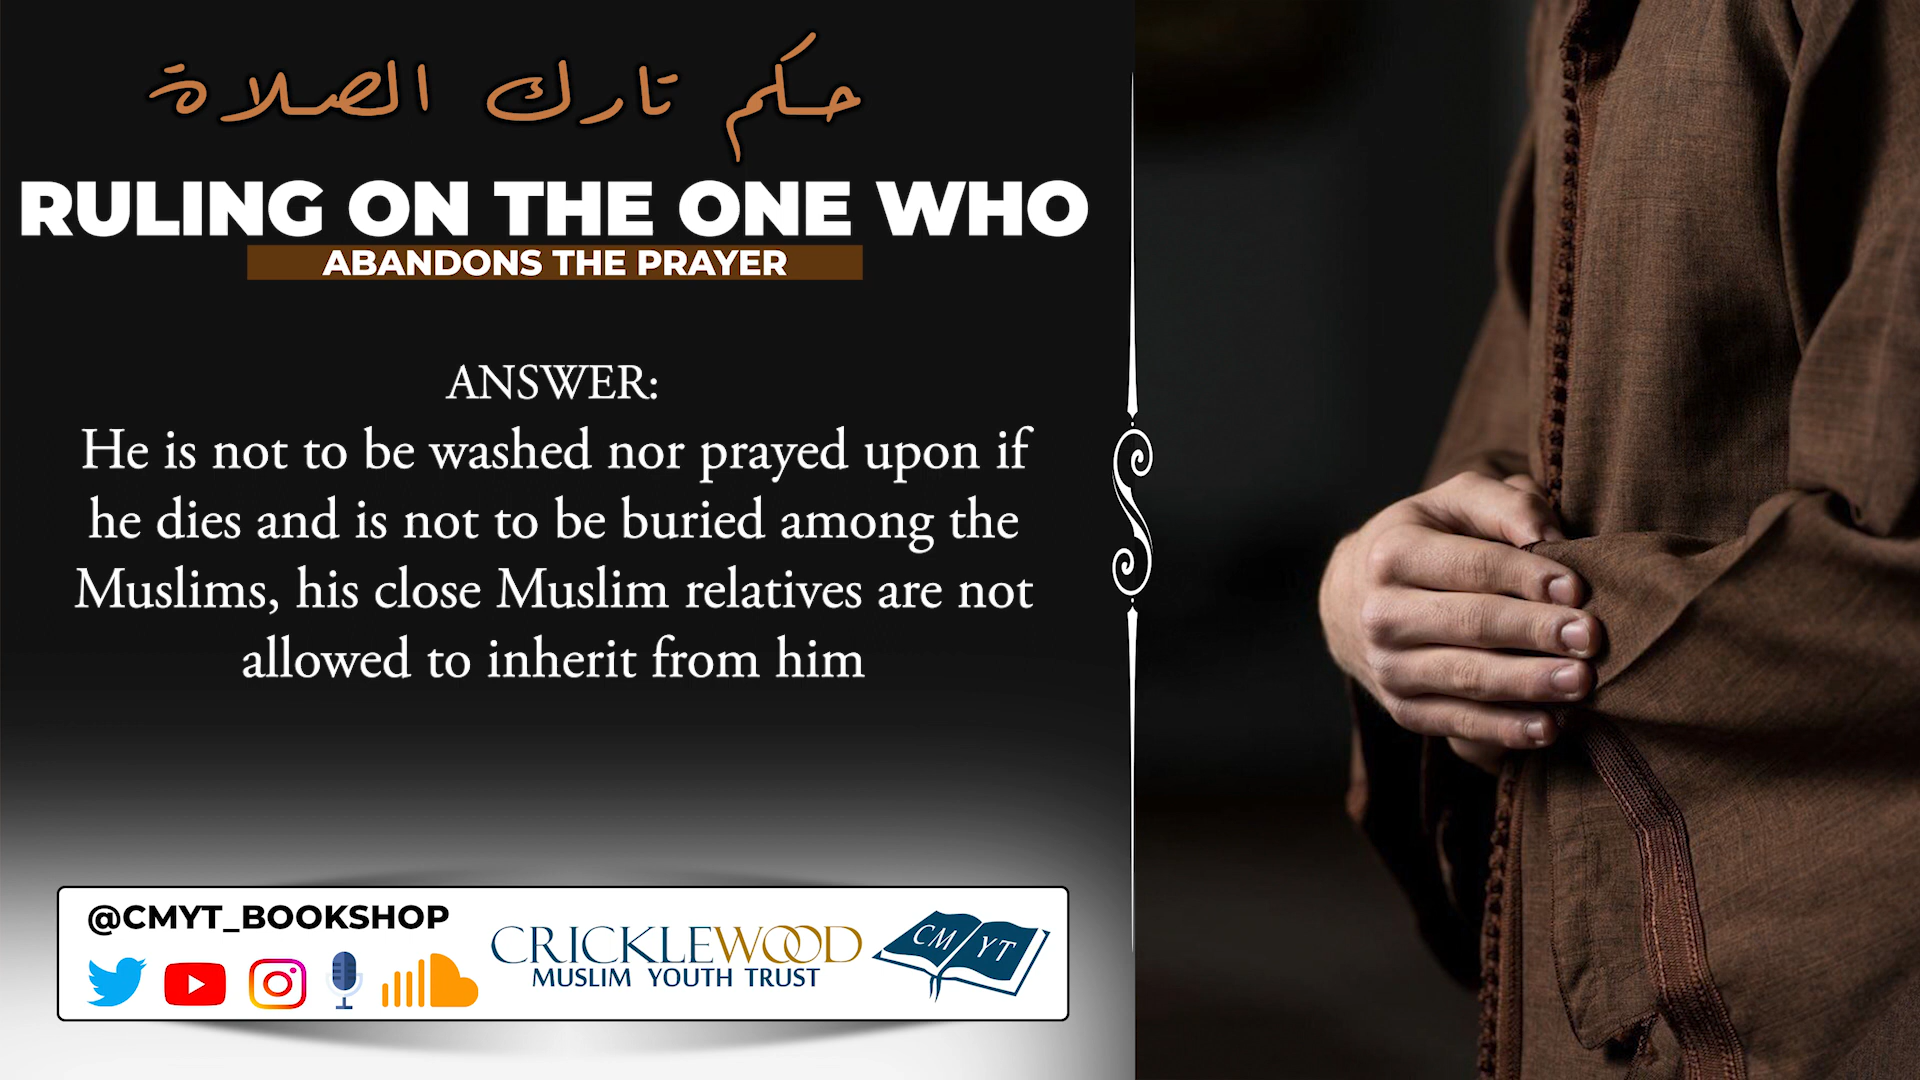 حكم تارك الصلاة
RULING ON THE ONE WHO
ABANDONS THE PRAYER
ANSWER:
He is not to be washed nor prayed upon if
he dies and is not to be buried among the
Muslims, his close Muslim relatives are not
allowed to inherit from him
@CMYT_BOOKSHOP
CRICKLEWOOD
MUSLIM YOUTH TRUST
CM YT